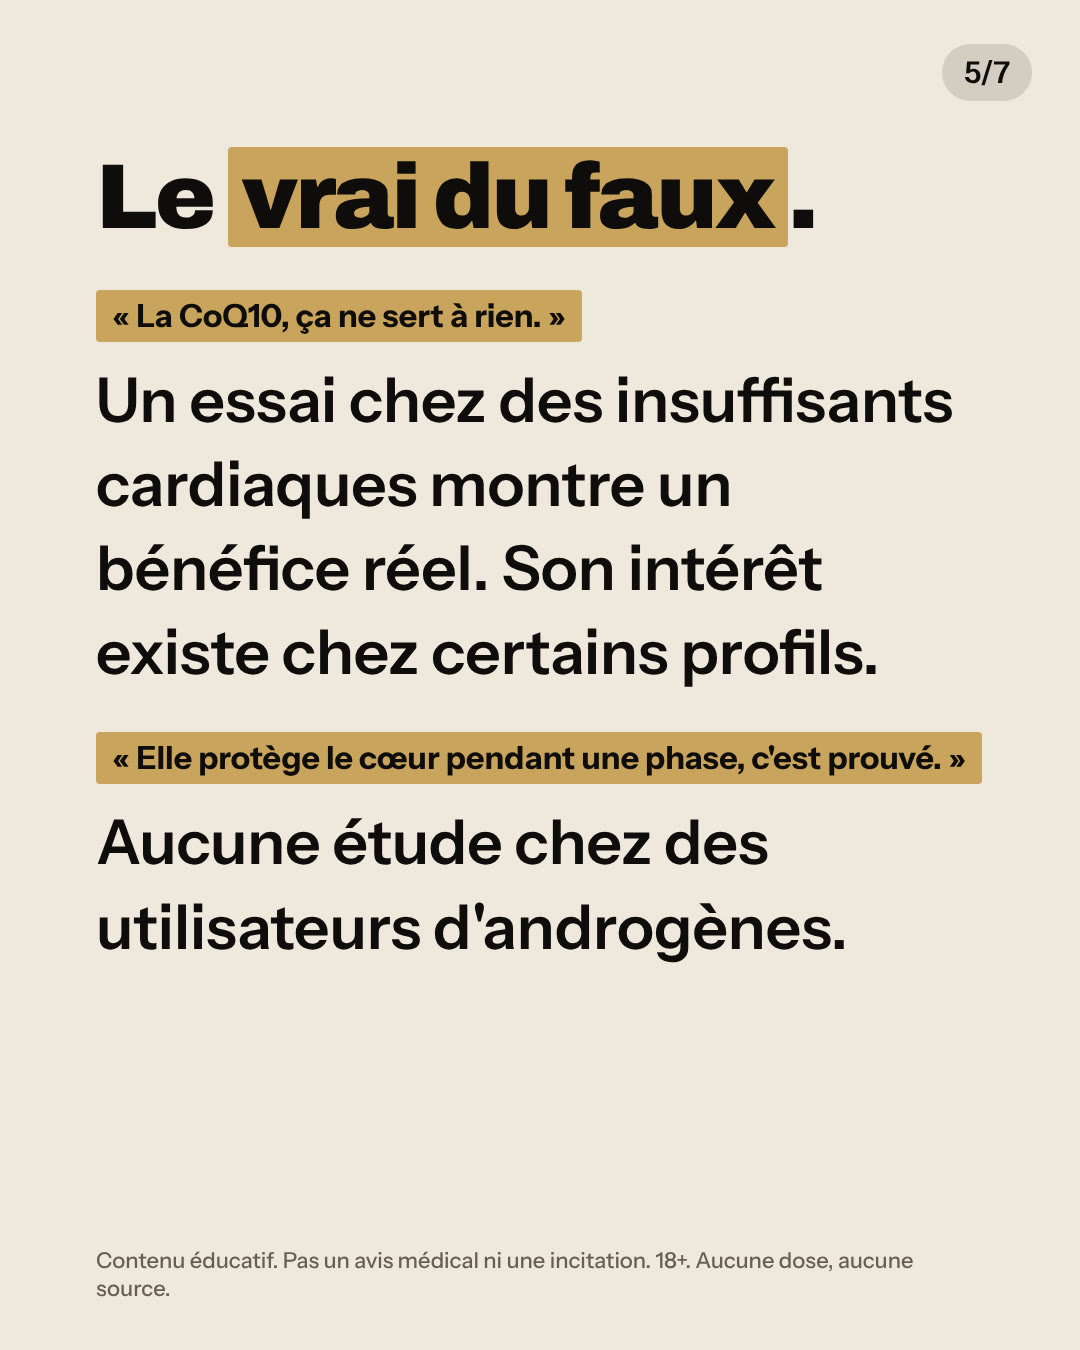 5/7
Le vrai du faux.
« La CoQ10, ça ne sert à rien. »
Un essai chez des insuffisants
cardiaques montre un
bénéfice réel. Son intérêt
existe chez certains profils.
« Elle protège le cœur pendant une phase, c'est prouvé. »
Aucune étude chez des
utilisateurs d'androgènes.
Contenu éducatif. Pas un avis médical ni une incitation. 18+. Aucune dose, aucune
source.